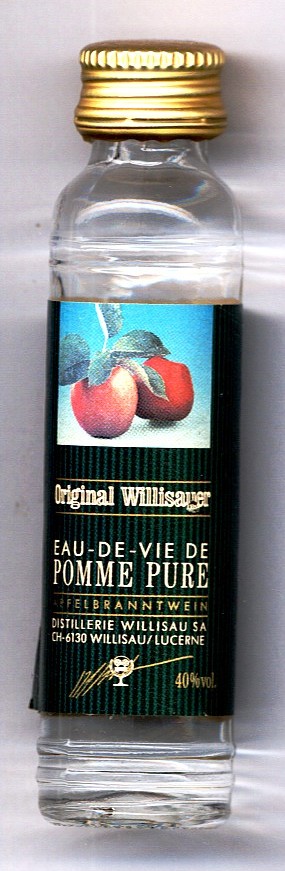 Original Willisauer
EAU-DE-VIE DE
POMME PURE
APFELBRANNTWEIN
DISTILLERIE WILLISAU SA
CH-6130 WILLISAU/LUCERNE
40%vol.